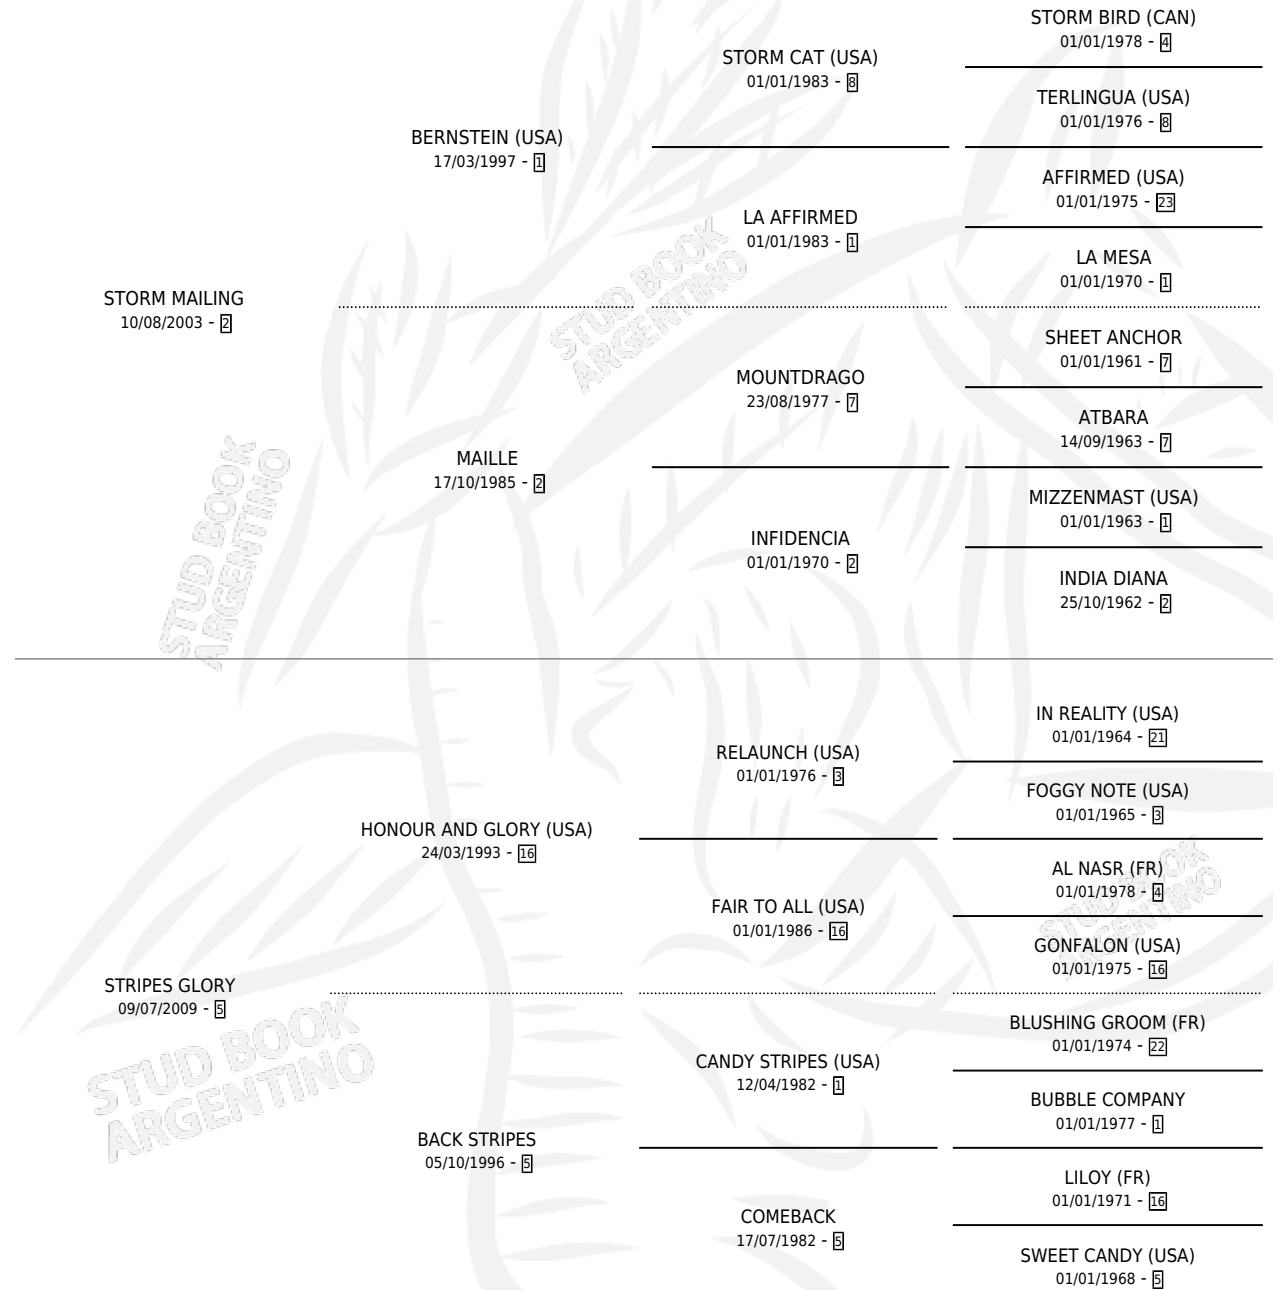 STORM BIRD (CAN)
01/01/1978 - 4
STORM CAT (USA)
01/01/1983 - 8
TERLINGUA (USA)
01/01/1976 - 8
BERNSTEIN (USA)
17/03/1997 - 1
AFFIRMED (USA)
01/01/1975 - 23
LA AFFIRMED
01/01/1983 - 1
LA MESA
01/01/1970 - 1
STORM MAILING
10/08/2003 - 2
SHEET ANCHOR
01/01/1961 - 7
MOUNTDRAGO
23/08/1977 - 7
ATBARA
14/09/1963 - 7
MAILLE
17/10/1985 - 2
MIZZENMAST (USA)
01/01/1963 - 1
INFIDENCIA
01/01/1970 - 2
INDIA DIANA
25/10/1962 - 2
STUD BOOK
ARGENTINO
STUD BOOK
ARGENTINO
IN REALITY (USA)
01/01/1964 - 21
RELAUNCH (USA)
01/01/1976 - 3
FOGGY NOTE (USA)
01/01/1965 - 3
HONOUR AND GLORY (USA)
24/03/1993 - 16
AL NASR (FR)
01/01/1978 - 4
FAIR TO ALL (USA)
01/01/1986 - 16
GONFALON (USA)
01/01/1975 - 16
STRIPES GLORY
09/07/2009 - 5
BLUSHING GROOM (FR)
01/01/1974 - 22
CANDY STRIPES (USA)
12/04/1982 - 1
BUBBLE COMPANY
01/01/1977 - 1
BACK STRIPES
05/10/1996 - 5
LILOY (FR)
01/01/1971 - 16
COMEBACK
17/07/1982 - 5
SWEET CANDY (USA)
01/01/1968 - 5
STUD BOOK
ARGENTINO
STUD BOOK
ARGENTINO